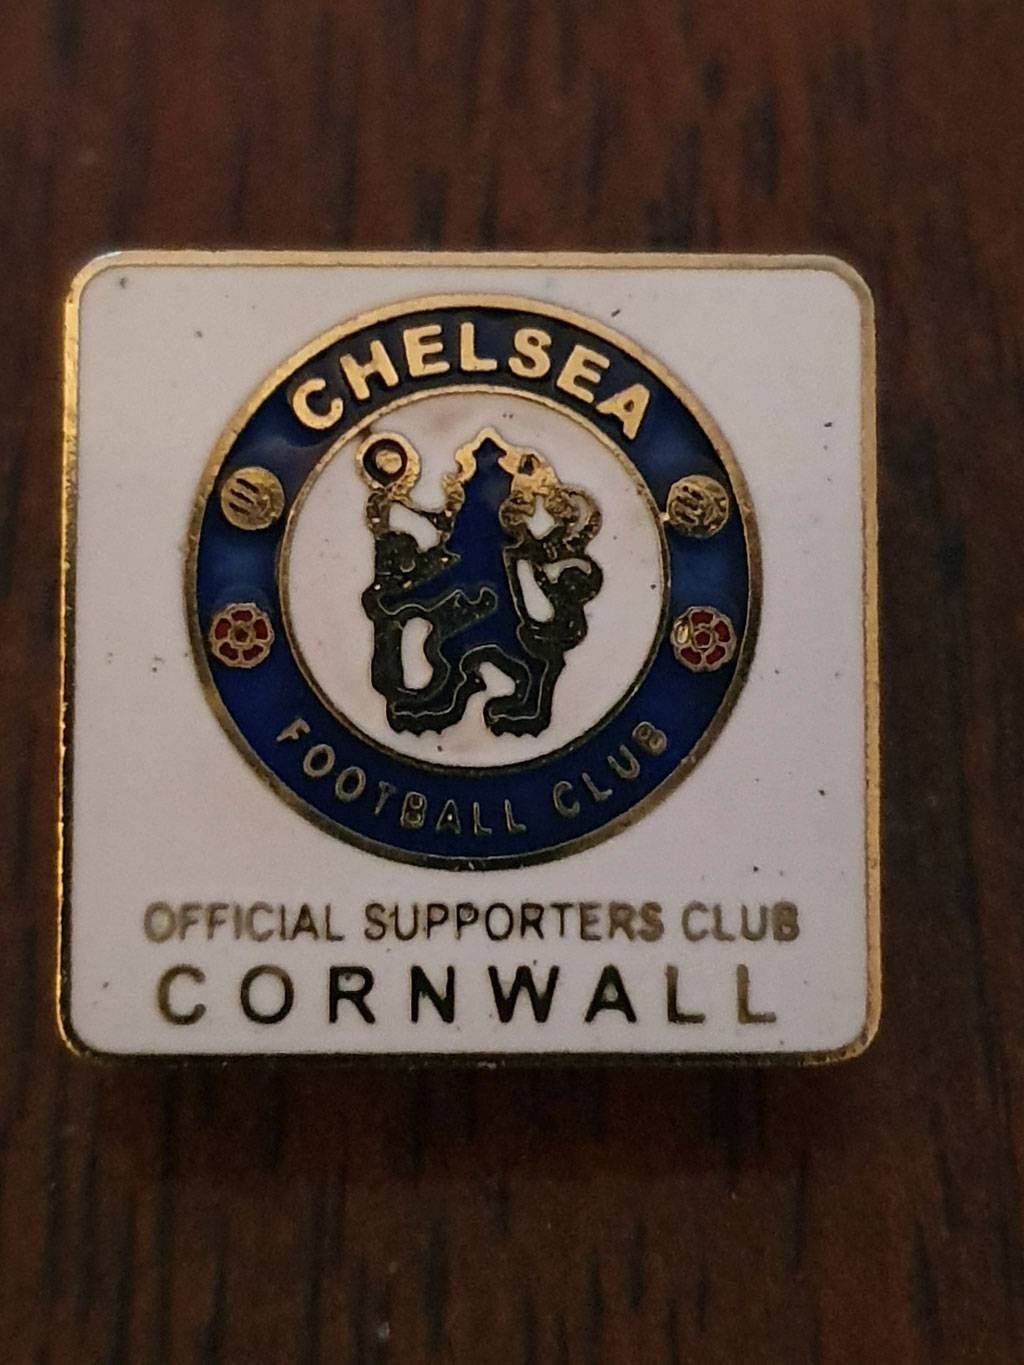 CHELSEA
FOOTBALL CLUB
OFFICIAL SUPPORTERS CLUB
CORNWALL